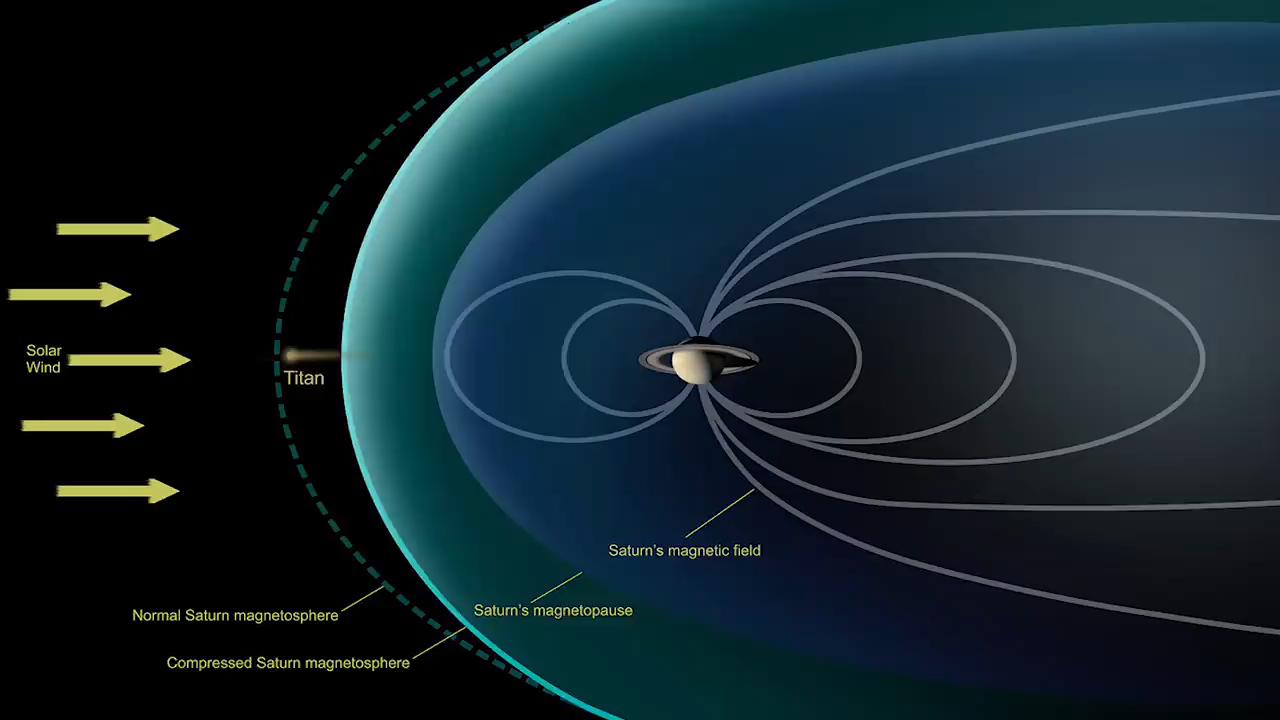 Solar
Wind
Titan
Saturn's magnetic field
Saturn's magnetopause
Normal Saturn magnetosphere
Compressed Saturn magnetosphere